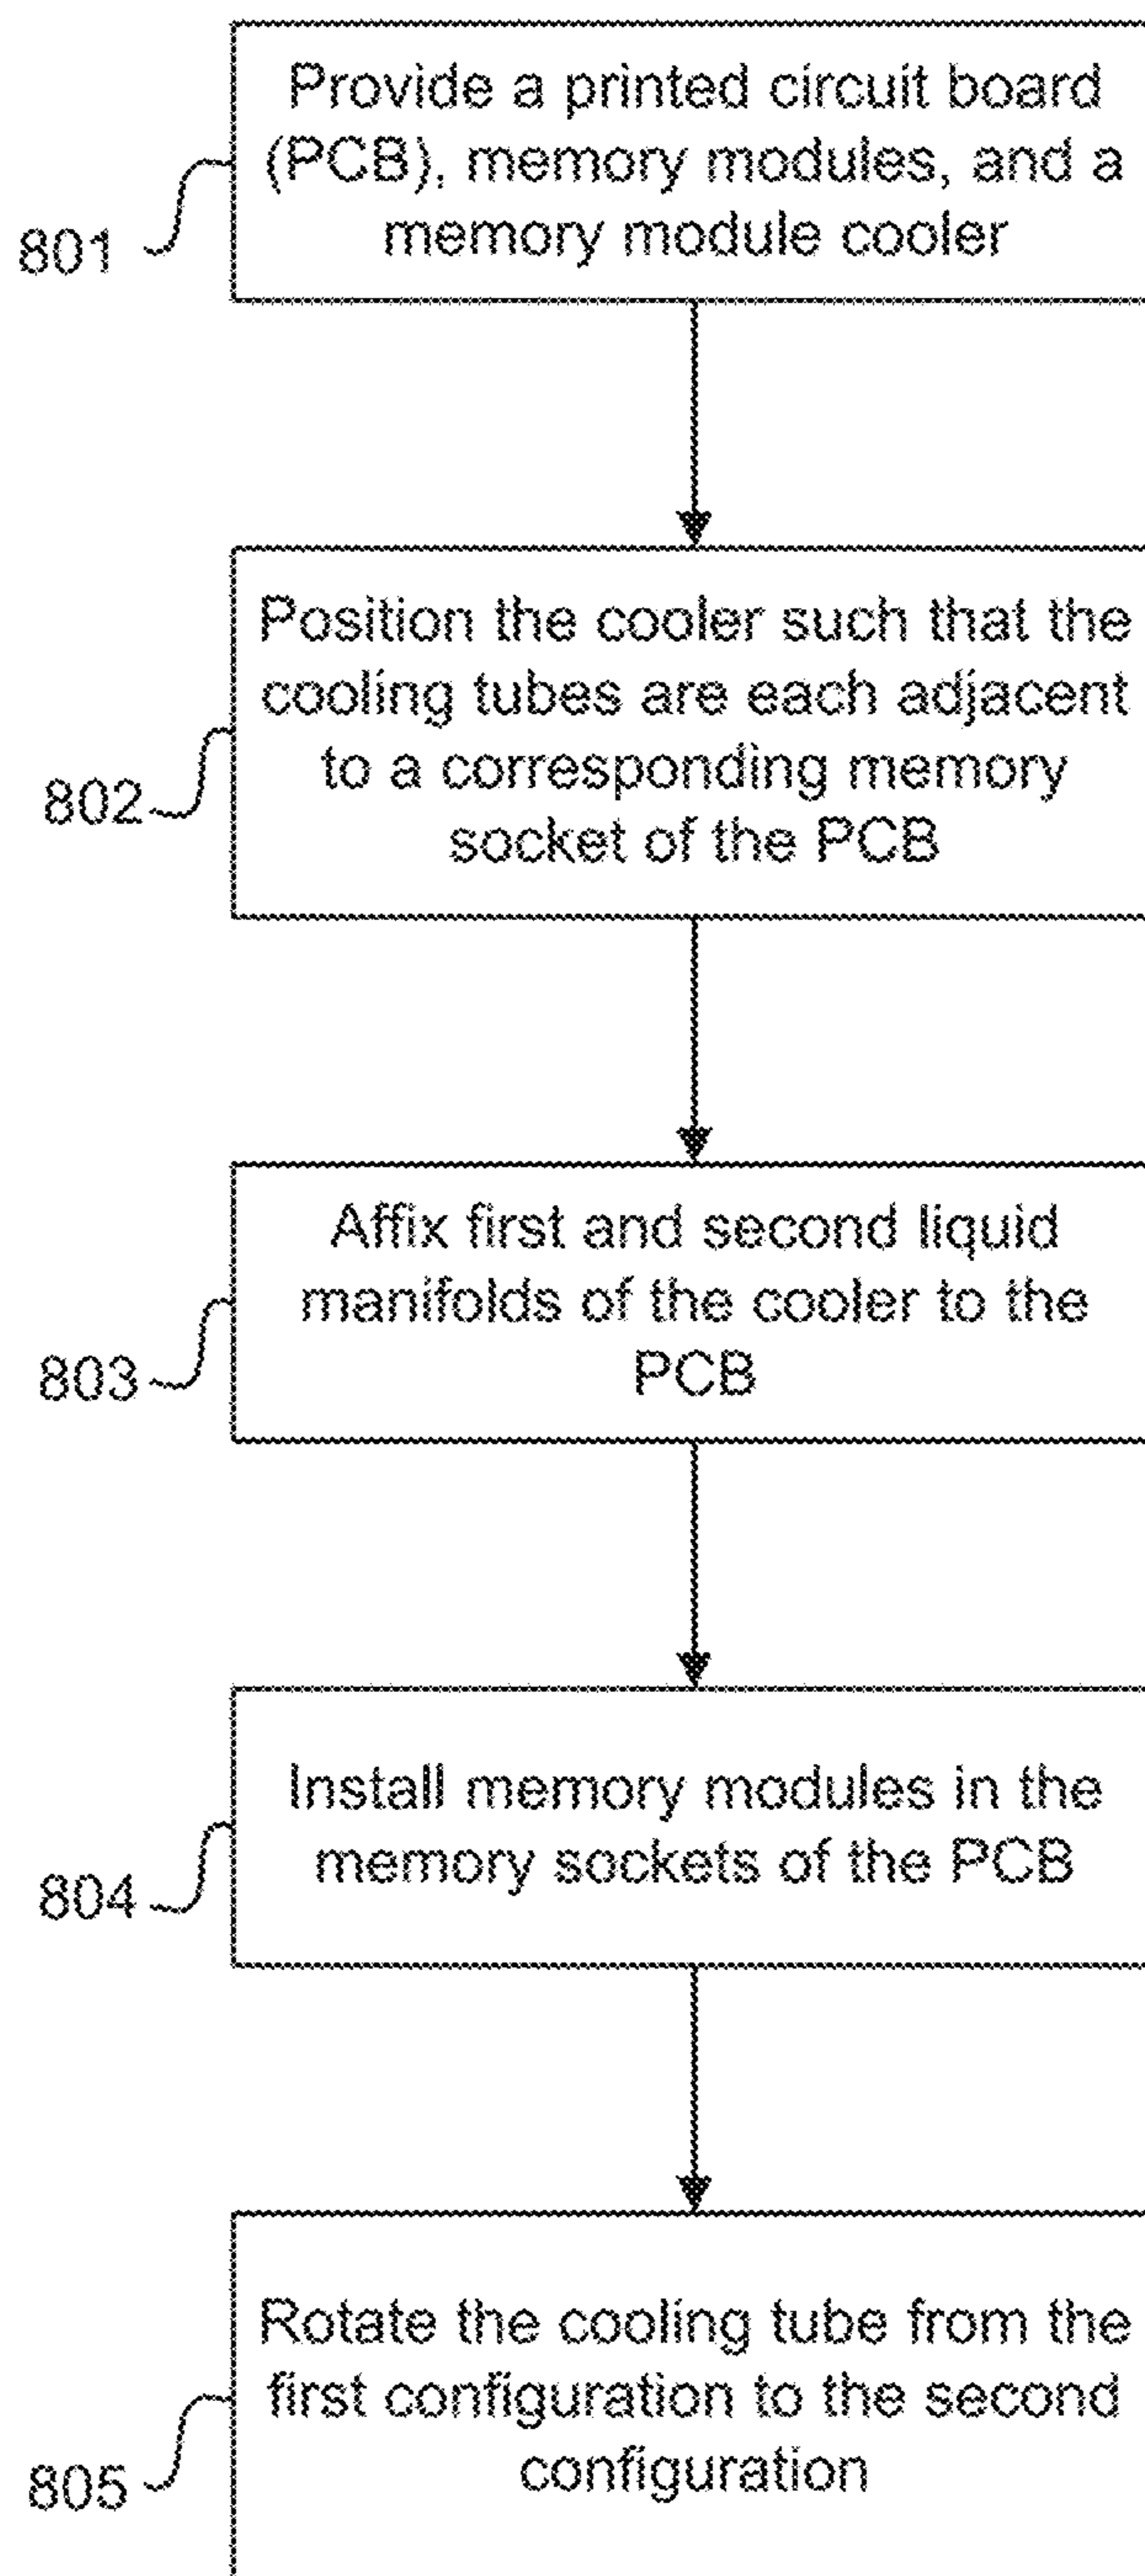 Provide a printed circuit board
(PCB), memory modules, and a
memory module cooler
801
Position the cooler such that the
cooling tubes are each adjacent
to a corresponding memory
socket of the PCB
802
Affix first and second liquid
manifolds of the cooler to the
PCB
803
Install memory modules in the
memory sockets of the PCB
804
Rotate the cooling tube from the
first configuration to the second
configuration
805